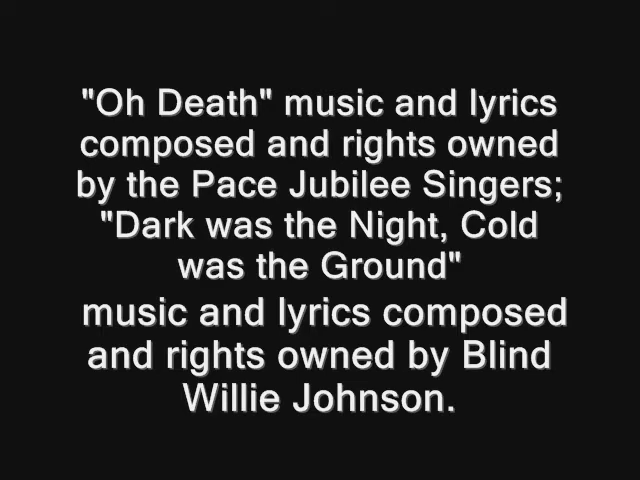 "Oh Death" music and lyrics
composed and rights owned
by the Pace Jubilee Singers;
"Dark was the Night, Cold
was the Ground"
music and lyrics composed
and rights owned by Blind
Willie Johnson.